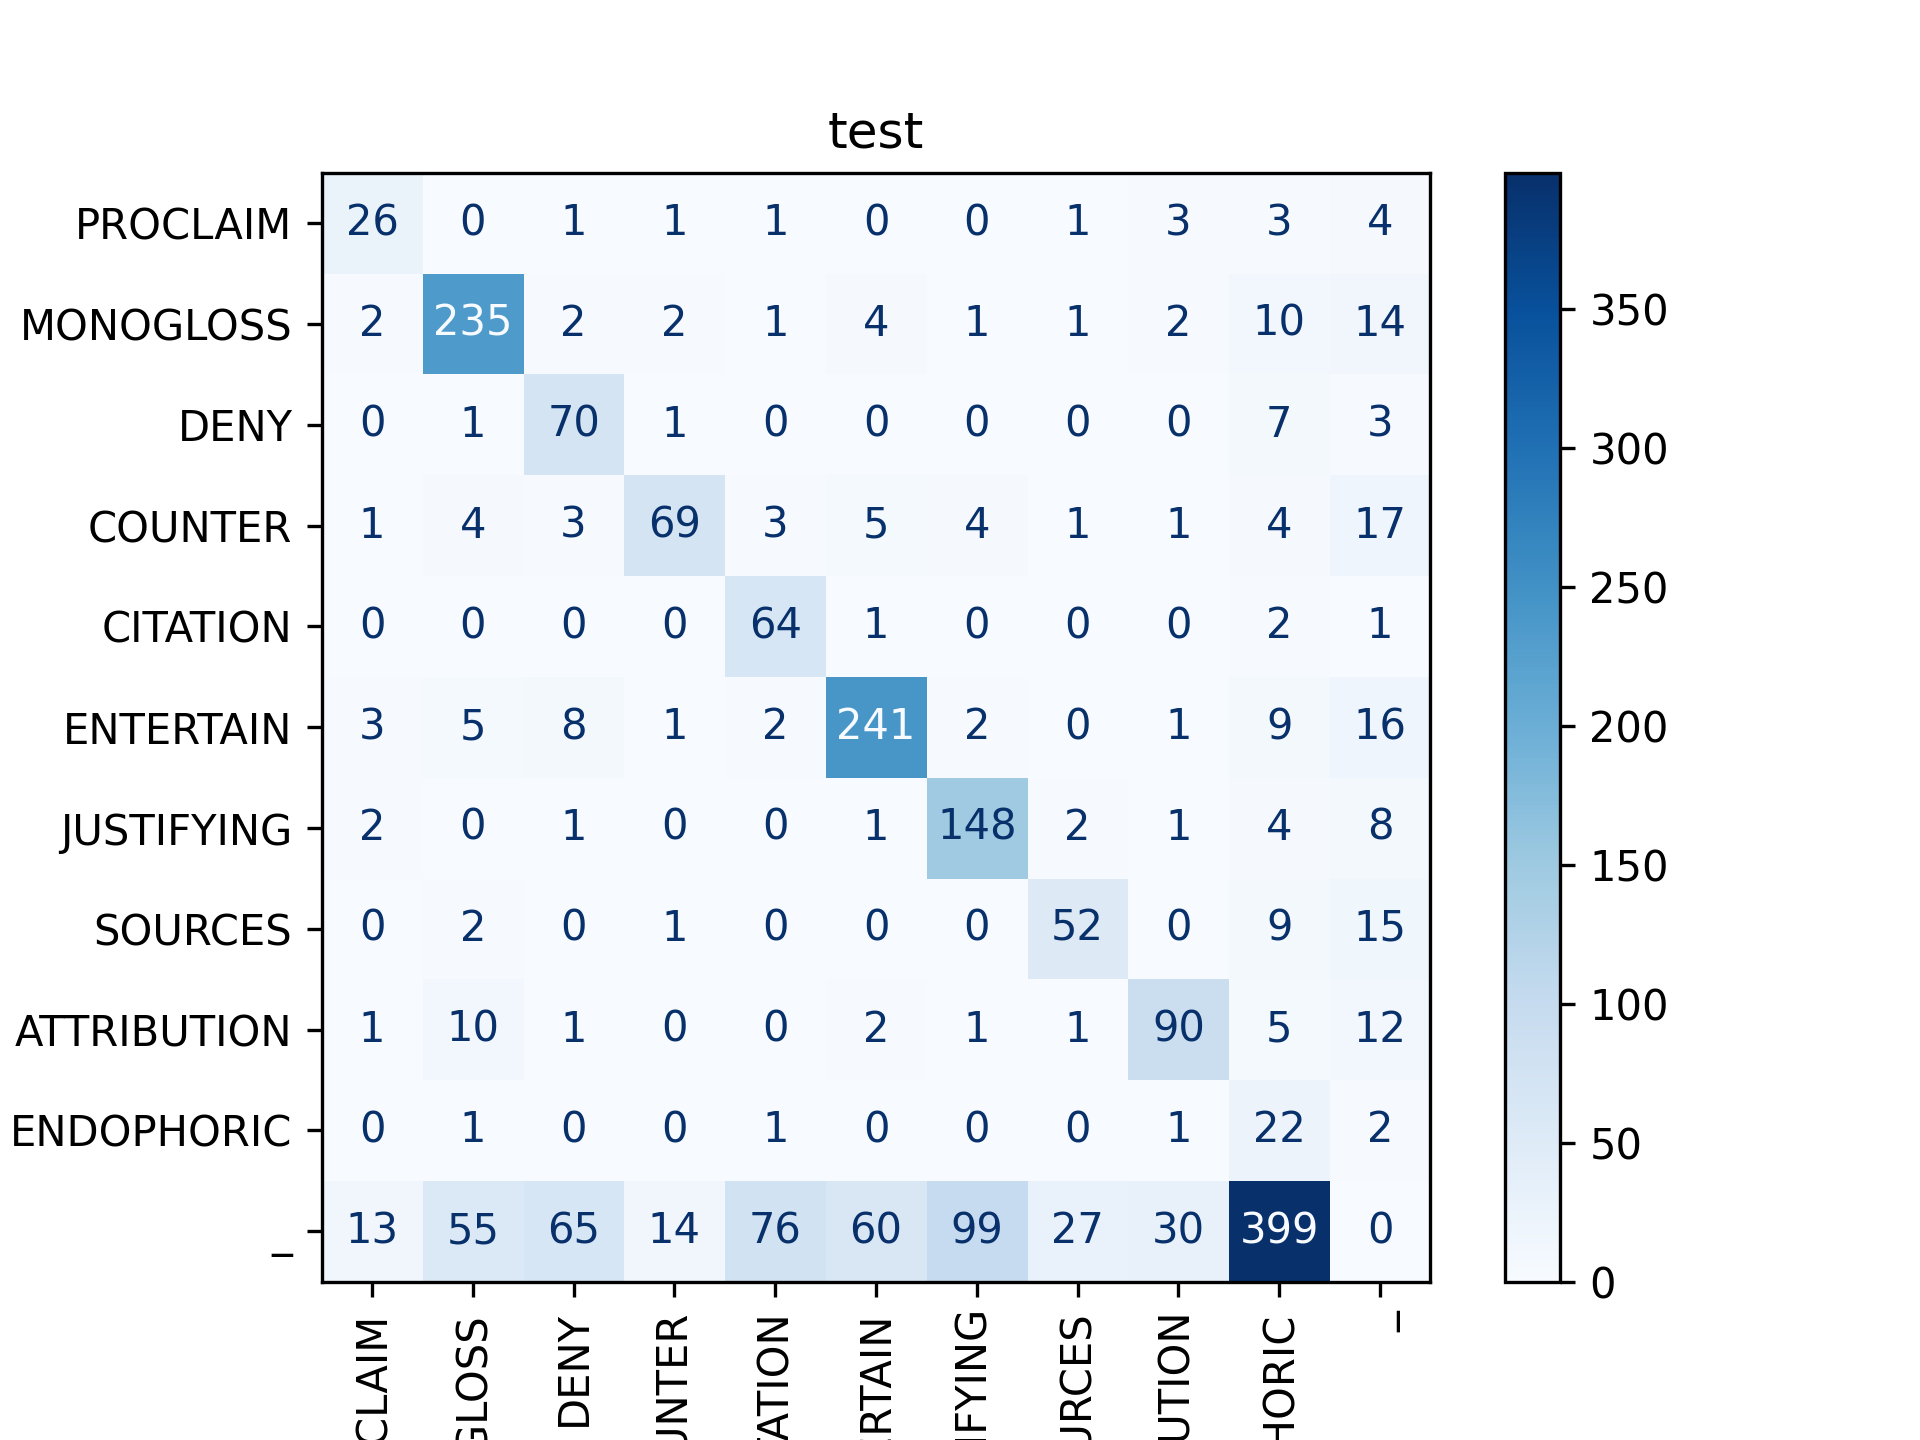 test
PROCLAIM 26 0 1 1 1 0 0 1 3 3 4
MONOGLOSS 2 235 2 2 1 4 1 1 2 10 14
DENY 0 1 70 1 0 0 0 0 0 7 3
COUNTER 1 4 3 69 3 5 4 1 1 4 17
CITATION 0 0 0 0 64 1 0 0 0 2 1
ENTERTAIN 3 5 8 1 2 241 2 0 1 9 16
JUSTIFYING 2 0 1 0 0 1 148 2 1 4 8
SOURCES 0 2 0 1 0 0 0 52 0 9 15
ATTRIBUTION 1 10 1 0 0 2 1 1 90 5 12
ENDOPHORIC 0 1 0 0 1 0 0 0 1 22 2
_ 13 55 65 14 76 60 99 27 30 399 0
CLAIM
GLOSS
DENY
UNTER
TATION
RTAIN
IFYING
URCES
UTION
HORIC
_
350
300
250
200
150
100
50
0